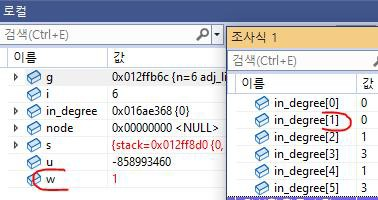 로컬
검색(Ctrl+E)
이름 값
g 0x012ffb6c {n=6 adj_li
i 6
in_degree 0x016ae368 {0}
node 0x00000000 <NULL>
s {stack=0x012ff8d0 {0,
u -858993460
w 1
조사식 1
검색(Ctrl+E)
이름 값
in_degree[0] 0
in_degree[1] 0
in_degree[2] 1
in_degree[3] 3
in_degree[4] 1
in_degree[5] 3